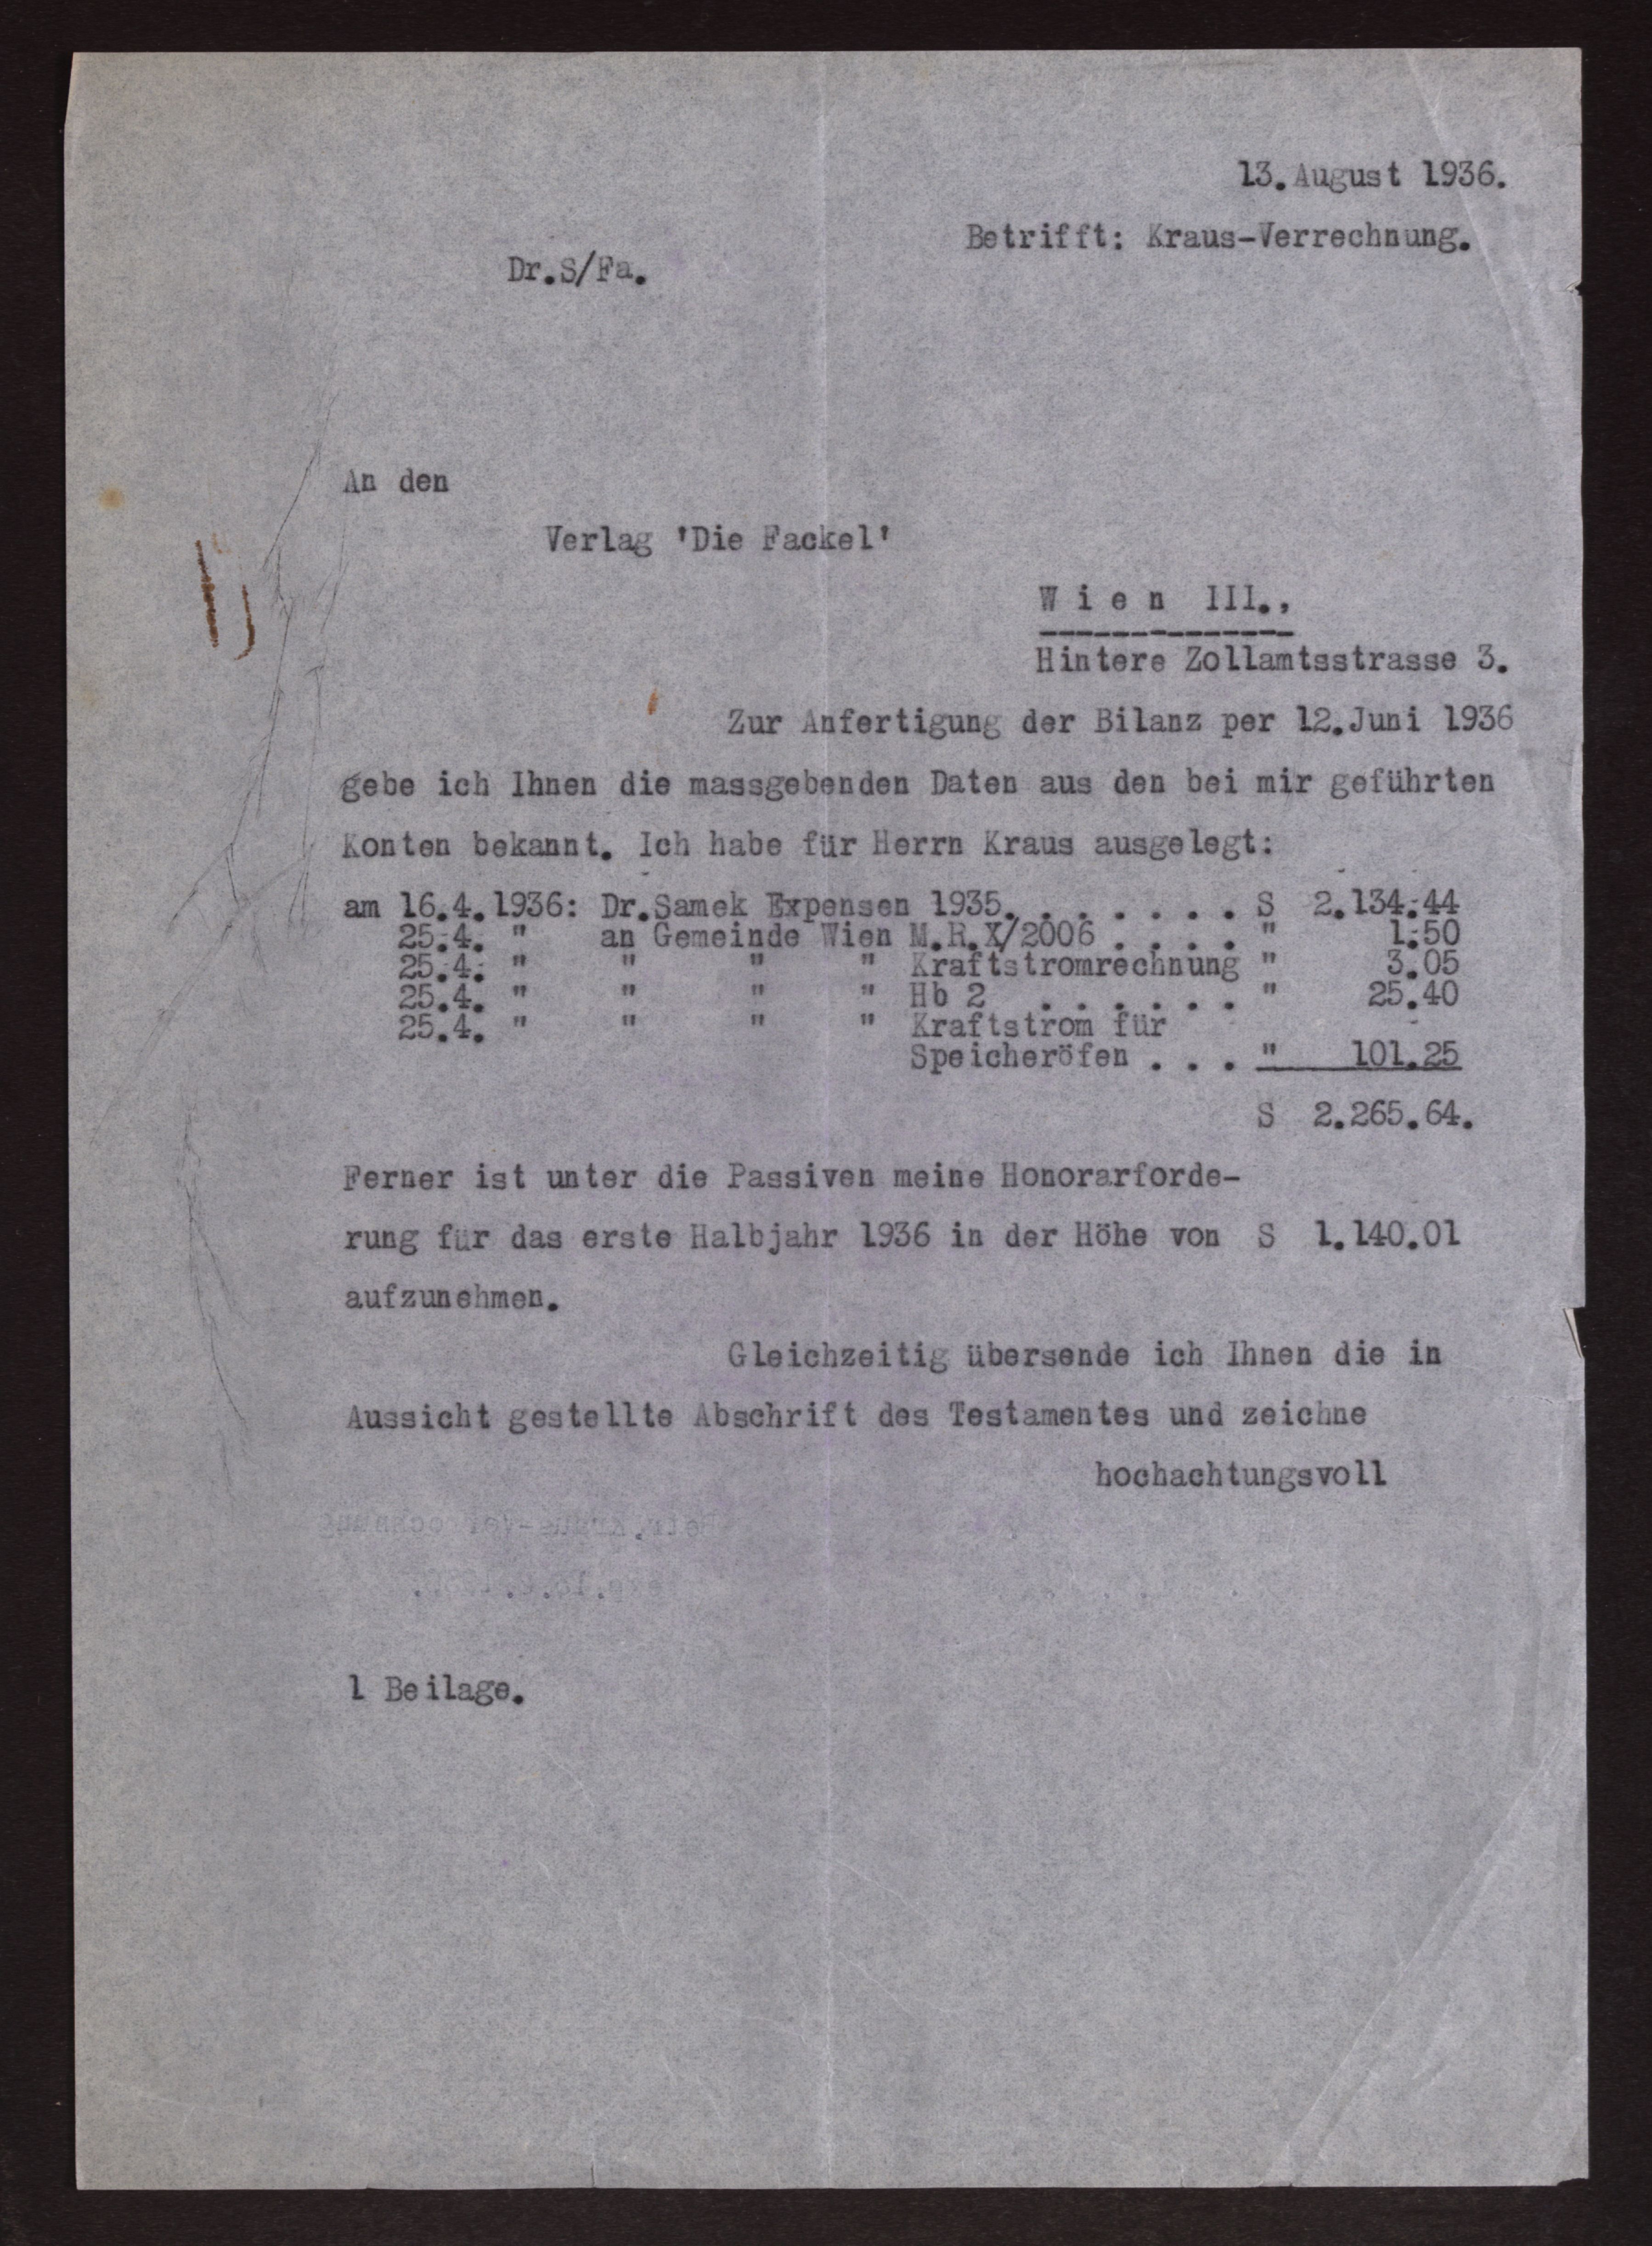 13.August 1936.
Betrifft: Kraus-Verrechnung.
Dr.S/Fa.
An den
Verlag 'Die Fackel'
W i e n III.,
Hintere Zollamtsstrasse 3.
Zur Anfertigung der Bilanz per 12.Juni 1936
gebe ich Ihnen die massgebenden Daten aus den bei mir geführten
Konten bekannt. Ich habe für Herrn Kraus ausgelegt:
am 16.4.1936: Dr.Samek Expensen 1935. . . . . . . S 2.134.44
25.4. " an Gemeinde Wien M.R.X/2006 . . . . " 1.50
25.4. " " " " Kraftstromrechnung " 3.05
25.4. " " " " Hb 2 . . . . . . " 25.40
25.4. " " " " Kraftstrom für
Speicheröfen . . . " 101.25
S 2.265.64.
Ferner ist unter die Passiven meine Honorarforde-
rung für das erste Halbjahr 1936 in der Höhe von S 1.140.01
aufzunehmen.
Gleichzeitig übersende ich Ihnen die in
Aussicht gestellte Abschrift des Testamentes und zeichne
hochachtungsvoll
Betr.Kraus-Verrechnung
1 Beilage.